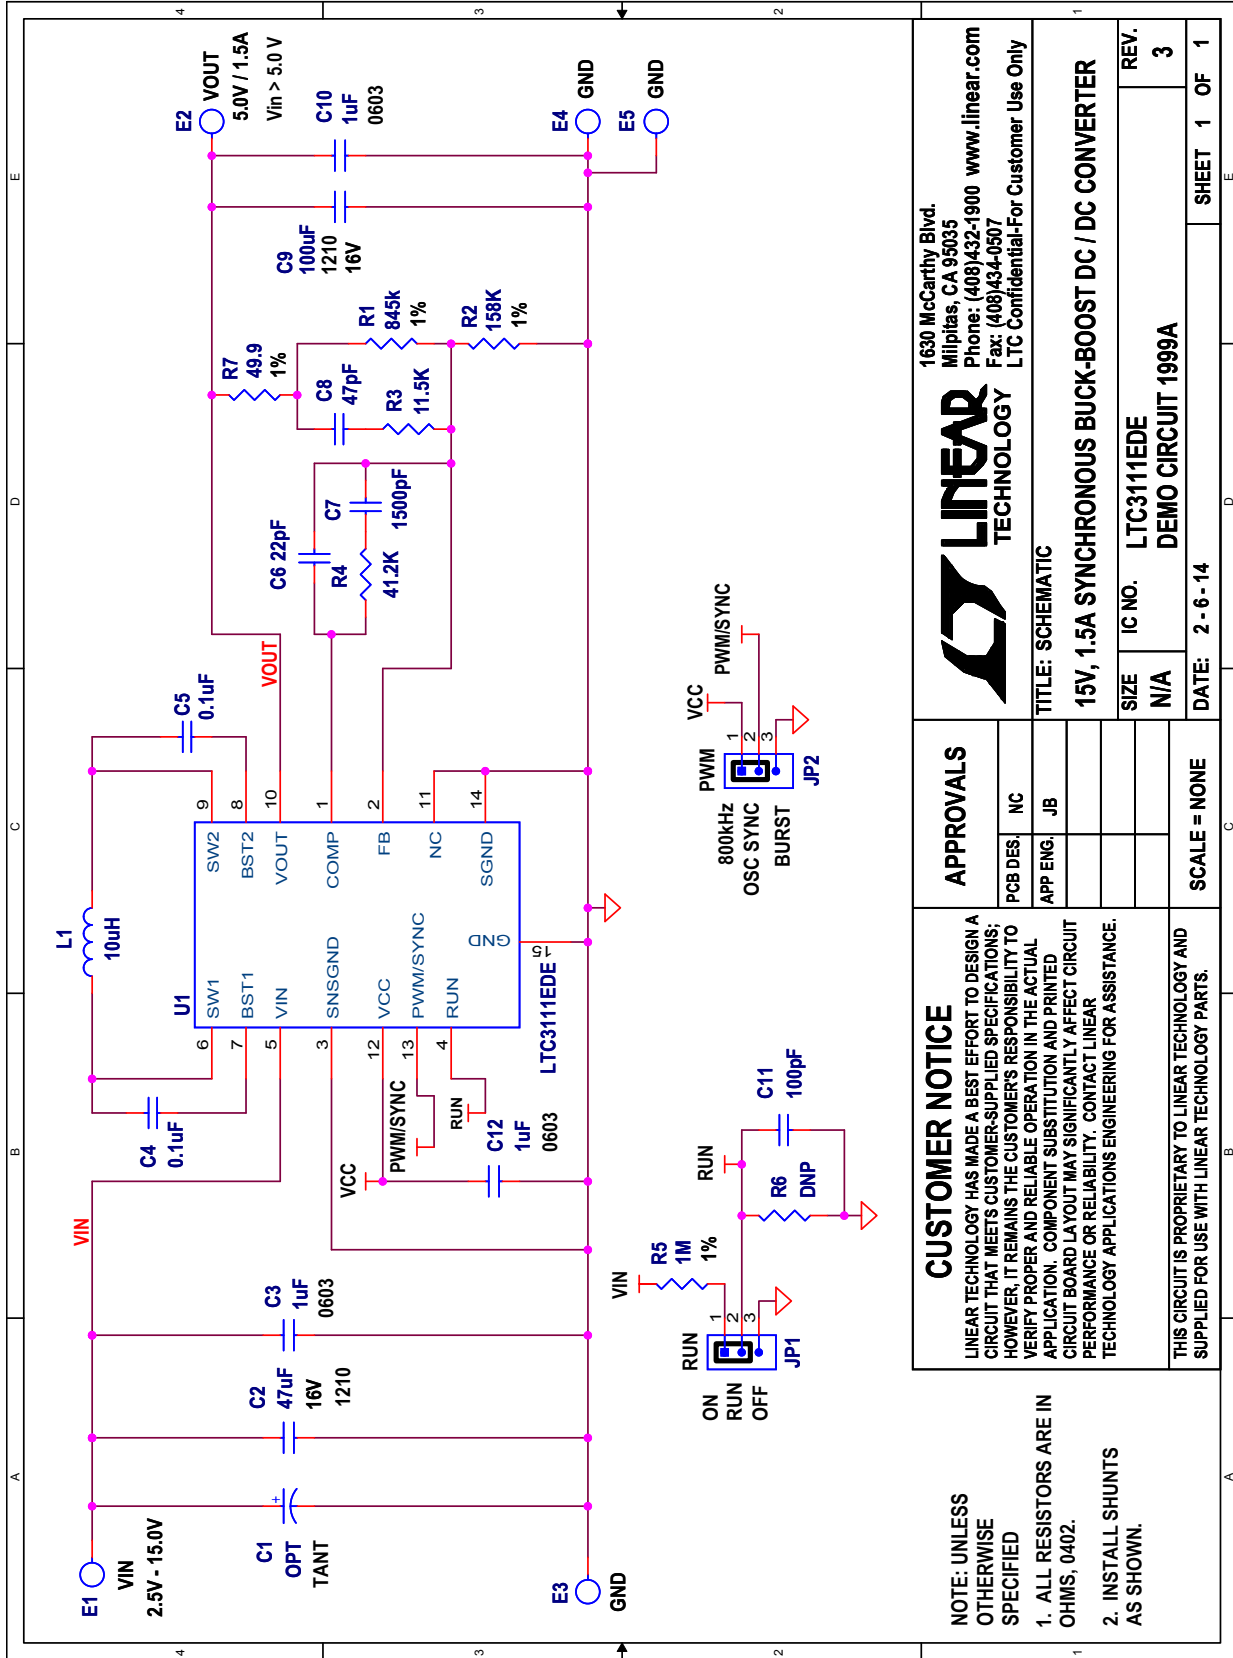 E1
VIN
2.5V - 15.0V
C1
OPT
TANT
C2
47uF
16V
1210
C3
1uF
0603
VIN
E3
GND
C4
0.1uF
L1
10uH
C5
0.1uF
U1
LTC3111EDE
6
SW1
7
BST1
5
VIN
3
SNSGND
12
VCC
13
PWM/SYNC
4
RUN
9
SW2
8
BST2
10
VOUT
1
COMP
2
FB
11
NC
14
SGND
GND
15
VCC
PWM/SYNC
RUN
C12
1uF
0603
VOUT
C6 22pF
R4
41.2K
C7
1500pF
R7
49.9
1%
C8
47pF
R3
11.5K
R1
845k
1%
R2
158K
1%
C9
100uF
1210
16V
C10
1uF
0603
E2
VOUT
5.0V / 1.5A
Vin > 5.0 V
E4
GND
E5
GND
RUN
ON
RUN
OFF
JP1
1
2
3
VIN
R5
1M
1%
RUN
R6
DNP
C11
100pF
PWM
800kHz
OSC SYNC
BURST
JP2
1
2
3
VCC
PWM/SYNC
NOTE: UNLESS
OTHERWISE
SPECIFIED
1. ALL RESISTORS ARE IN
OHMS, 0402.
2. INSTALL SHUNTS
AS SHOWN.
CUSTOMER NOTICE
LINEAR TECHNOLOGY HAS MADE A BEST EFFORT TO DESIGN A
CIRCUIT THAT MEETS CUSTOMER-SUPPLIED SPECIFICATIONS;
HOWEVER, IT REMAINS THE CUSTOMER'S RESPONSIBILITY TO
VERIFY PROPER AND RELIABLE OPERATION IN THE ACTUAL
APPLICATION. COMPONENT SUBSTITUTION AND PRINTED
CIRCUIT BOARD LAYOUT MAY SIGNIFICANTLY AFFECT CIRCUIT
PERFORMANCE OR RELIABILITY. CONTACT LINEAR
TECHNOLOGY APPLICATIONS ENGINEERING FOR ASSISTANCE.
THIS CIRCUIT IS PROPRIETARY TO LINEAR TECHNOLOGY AND
SUPPLIED FOR USE WITH LINEAR TECHNOLOGY PARTS.
APPROVALS
PCB DES. NC
APP ENG. JB
SCALE = NONE
LINEAR
TECHNOLOGY
1630 McCarthy Blvd.
Milpitas, CA 95035
Phone: (408)432-1900 www.linear.com
Fax: (408)434-0507
LTC Confidential-For Customer Use Only
TITLE: SCHEMATIC
15V, 1.5A SYNCHRONOUS BUCK-BOOST DC / DC CONVERTER
SIZE
N/A
IC NO. LTC3111EDE
DEMO CIRCUIT 1999A
REV.
3
DATE: 2 - 6 - 14
SHEET 1 OF 1
A
B
C
D
E
A
B
C
D
E
4
3
2
1
4
3
2
1